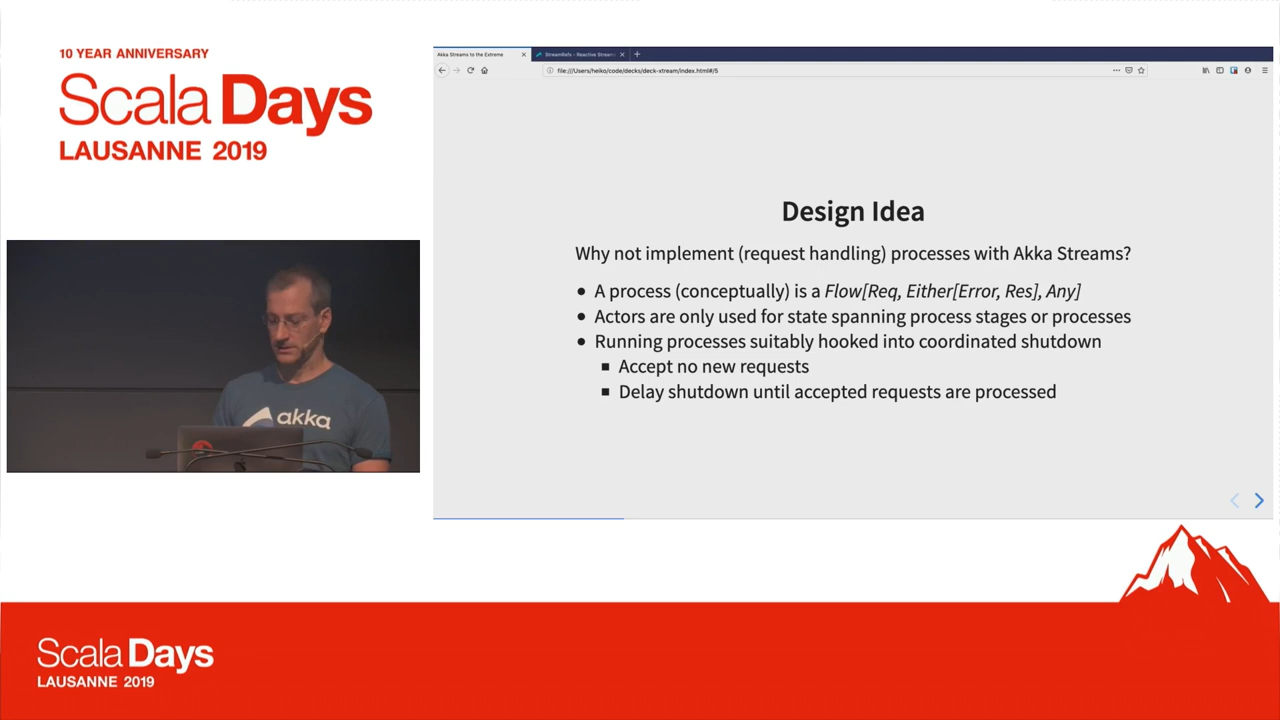 10 YEAR ANNIVERSARY
Scala Days
LAUSANNE 2019
Akka Streams to the Extreme
StreamRefs - Reactive Stream
file:///Users/heiko/code/decks/deck-xtream/index.html#/5
Design Idea
Why not implement (request handling) processes with Akka Streams?
● A process (conceptually) is a Flow[Req, Either[Error, Res], Any]
● Actors are only used for state spanning process stages or processes
● Running processes suitably hooked into coordinated shutdown
■ Accept no new requests
■ Delay shutdown until accepted requests are processed
akka
Scala Days
LAUSANNE 2019